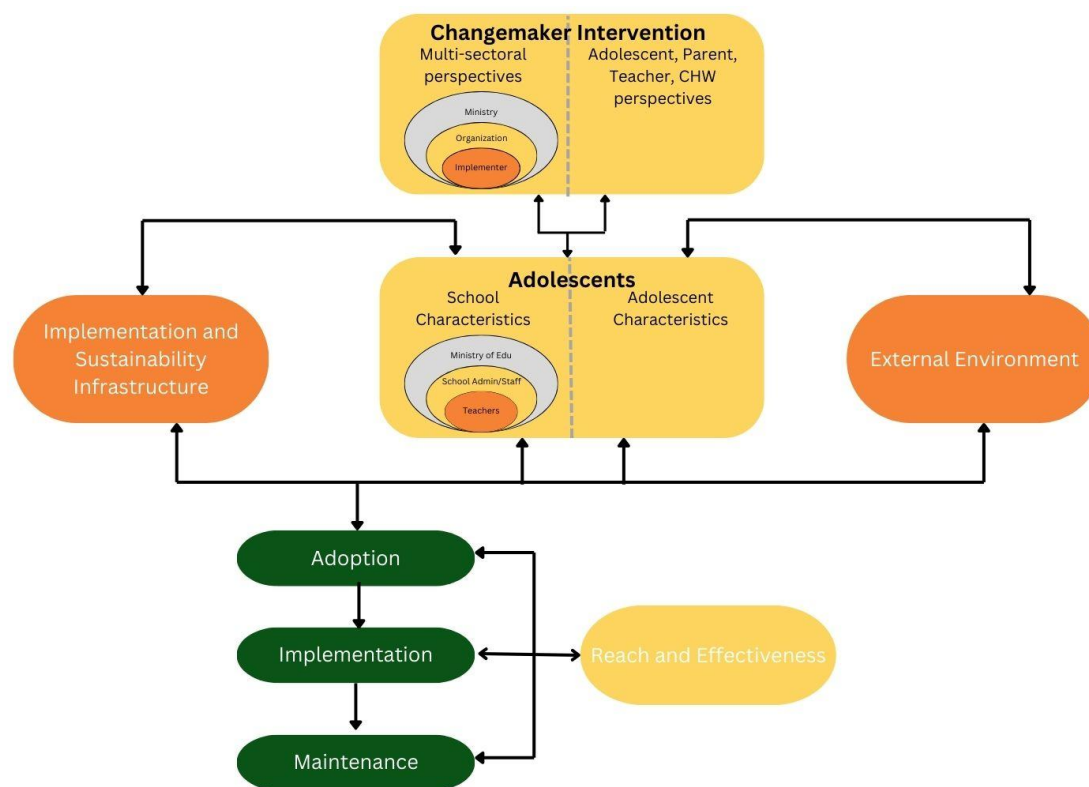 Changemaker Intervention
Multi-sectoral
perspectives
Ministry
Organization
Implementer
Adolescent, Parent,
Teacher, CHW
perspectives
Adolescents
School
Characteristics
Ministry of Edu
School Admin/Staff
Teachers
Adolescent
Characteristics
Implementation and
Sustainability
Infrastructure
External Environment
Adoption
Implementation
Maintenance
Reach and Effectiveness